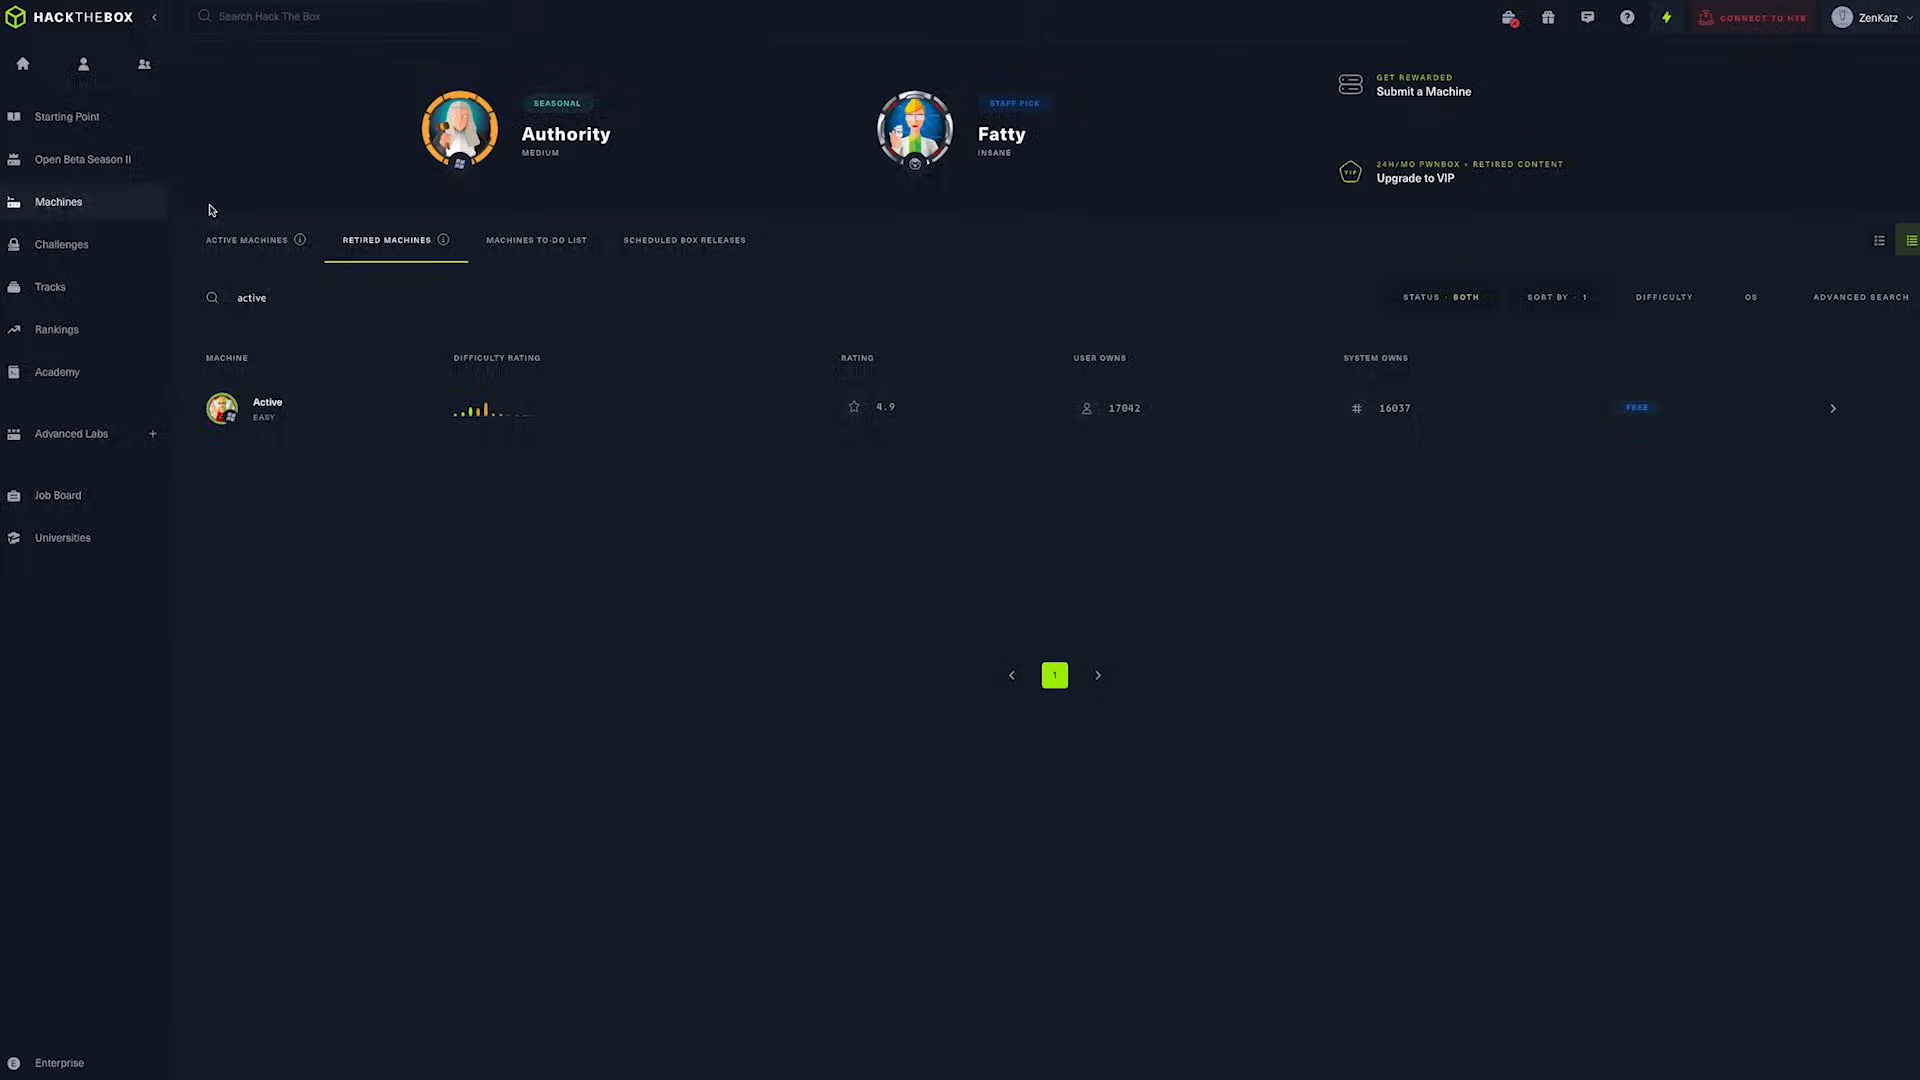 HACKTHEBOX
Search Hack The Box
CONNECT TO HTB
ZenKatz
Starting Point
Open Beta Season II
Machines
Challenges
Tracks
Rankings
Academy
Advanced Labs
Job Board
Universities
Enterprise
SEASONAL
Authority
MEDIUM
STAFF PICK
Fatty
INSANE
GET REWARDED
Submit a Machine
VIP
24H/MO PWNBOX + RETIRED CONTENT
Upgrade to VIP
ACTIVE MACHINES
RETIRED MACHINES
MACHINES TO-DO LIST
SCHEDULED BOX RELEASES
active
STATUS · BOTH
SORT BY · 1
DIFFICULTY
OS
ADVANCED SEARCH
MACHINE
DIFFICULTY RATING
RATING
USER OWNS
SYSTEM OWNS
Active
EASY
4.9
17042
16037
FREE
1